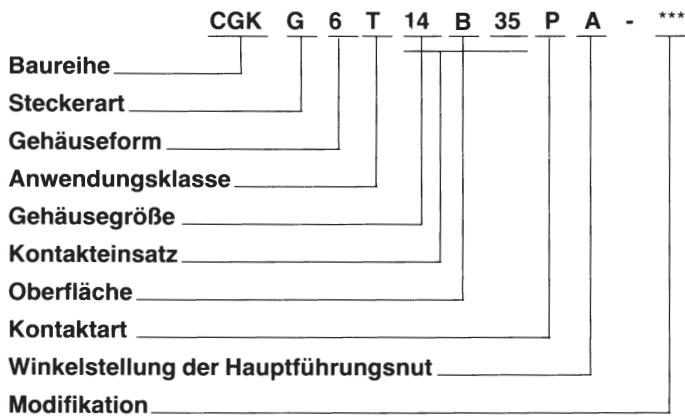 CGK G 6 T 14 B 35 P A - ***
Baureihe
Steckerart
Gehäuseform
Anwendungsklasse
Gehäusegröße
Kontakteinsatz
Oberfläche
Kontaktart
Winkelstellung der Hauptführungsnut
Modifikation